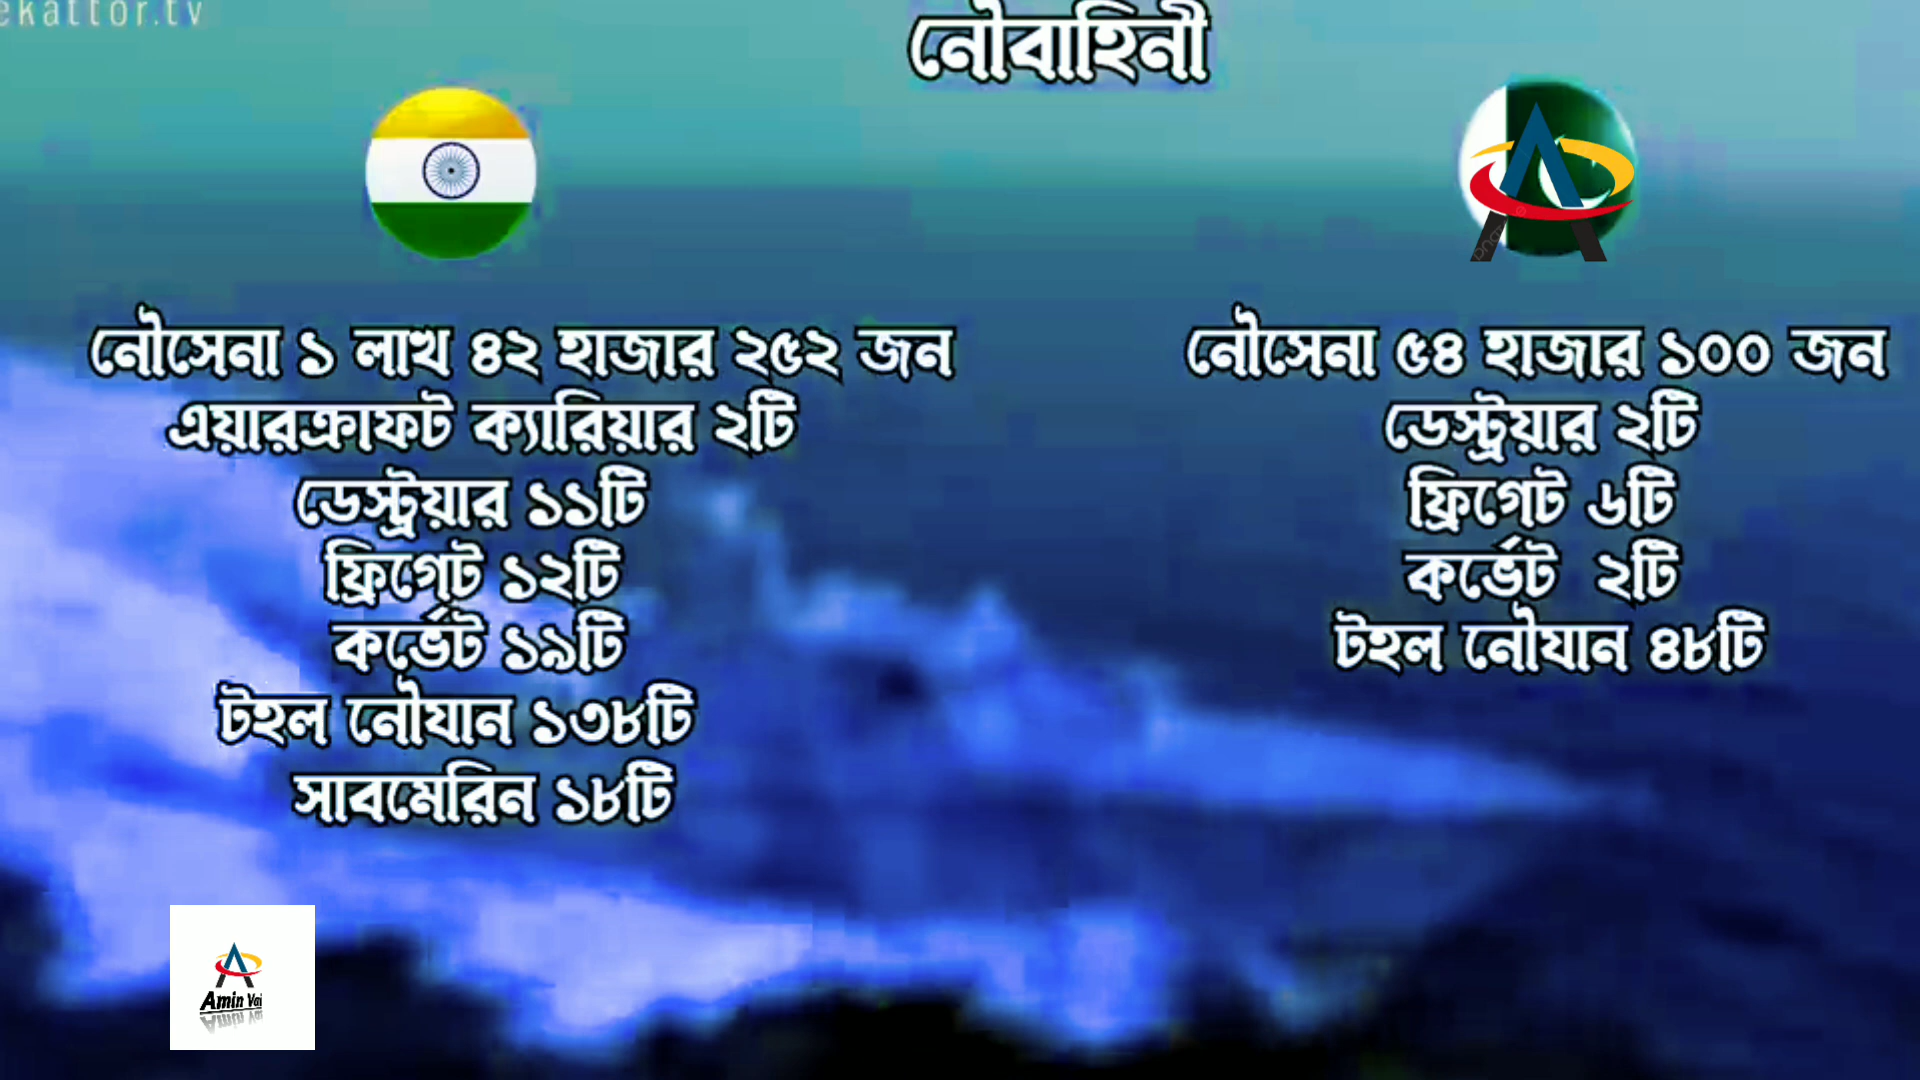 ekattor.tv
নৌবাহিনী
নৌসেনা ১ লাখ ৪২ হাজার ২৫২ জন
এয়ারক্রাফট ক্যারিয়ার ২টি
ডেস্ট্রয়ার ১১টি
ফ্রিগেট ১২টি
কর্ভেট ১৯টি
টহল নৌযান ১৩৮টি
সাবমেরিন ১৮টি
নৌসেনা ৫৪ হাজার ১০০ জন
ডেস্ট্রয়ার ২টি
ফ্রিগেট ৬টি
কর্ভেট ২টি
টহল নৌযান ৪৮টি
Amin Vai